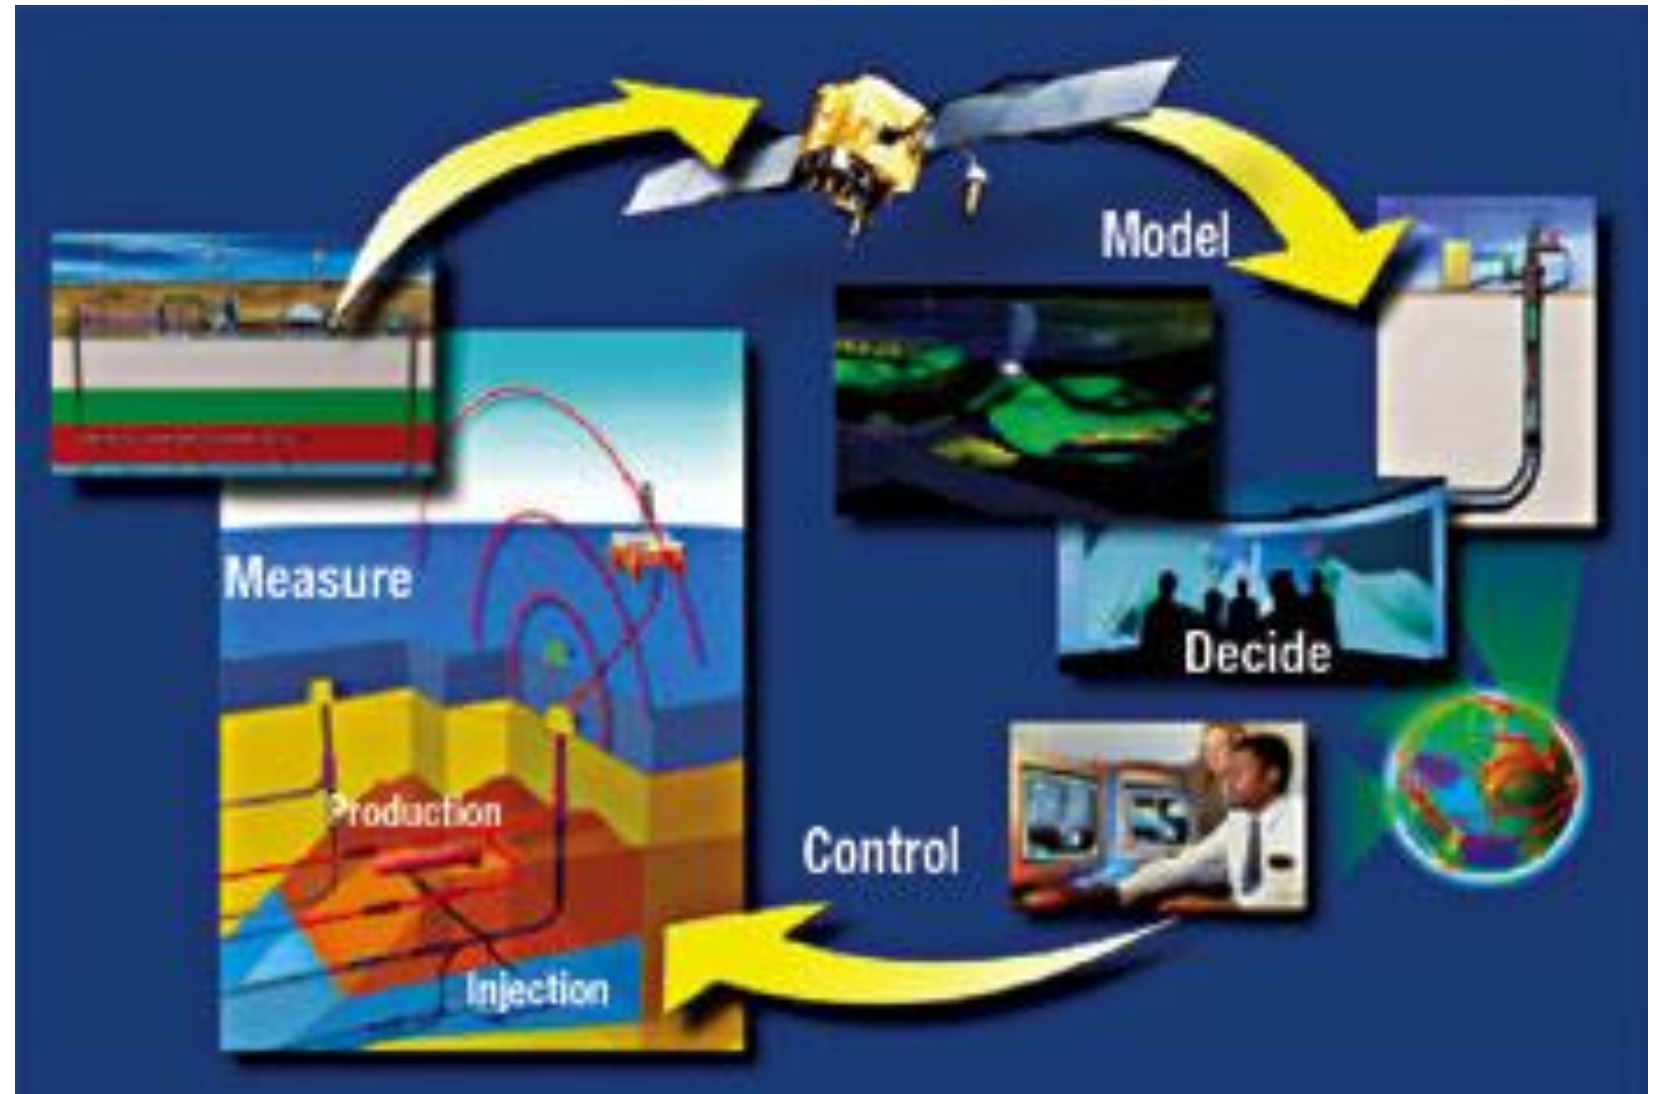 Model
Measure
Decide
Production
Control
Injection